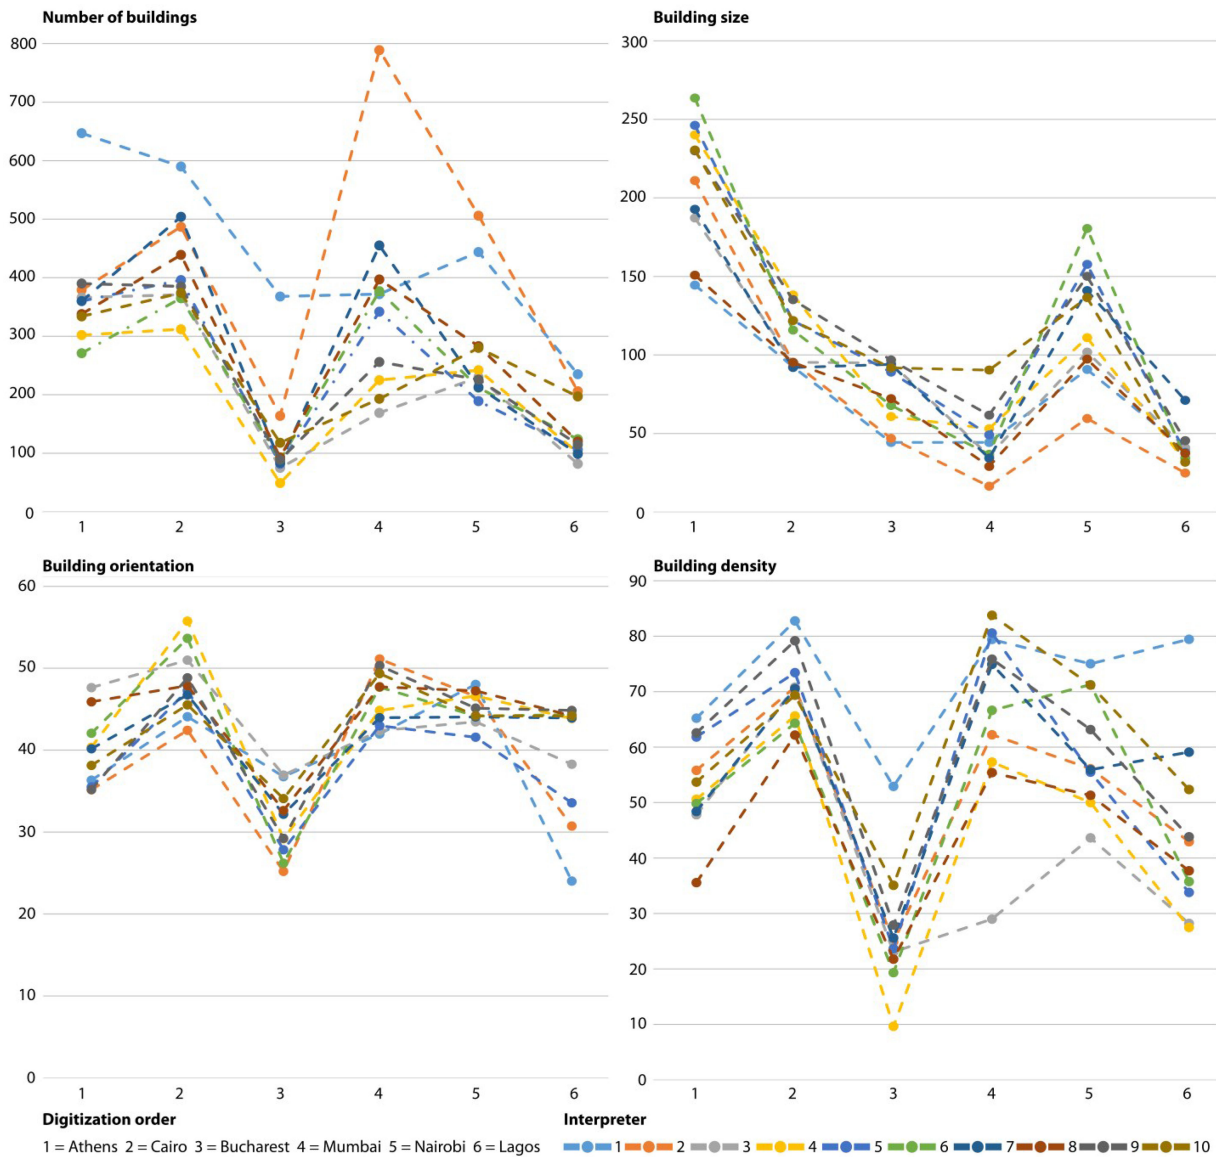 Number of buildings
800
700
600
500
400
300
200
100
0
1 2 3 4 5 6
Building size
300
250
200
150
100
50
0
1 2 3 4 5 6
Building orientation
60
50
40
30
20
10
0
1 2 3 4 5 6
Building density
90
80
70
60
50
40
30
20
10
0
1 2 3 4 5 6
Digitization order
1 = Athens 2 = Cairo 3 = Bucharest 4 = Mumbai 5 = Nairobi 6 = Lagos
Interpreter
1 2 3 4 5 6 7 8 9 10